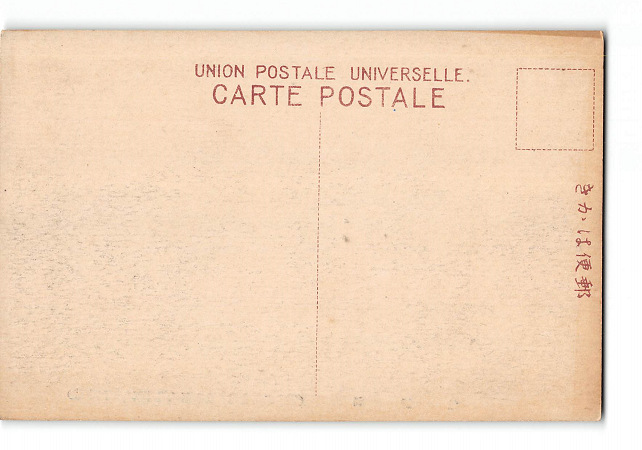 UNION POSTALE UNIVERSELLE.
CARTE POSTALE
きかは便郵